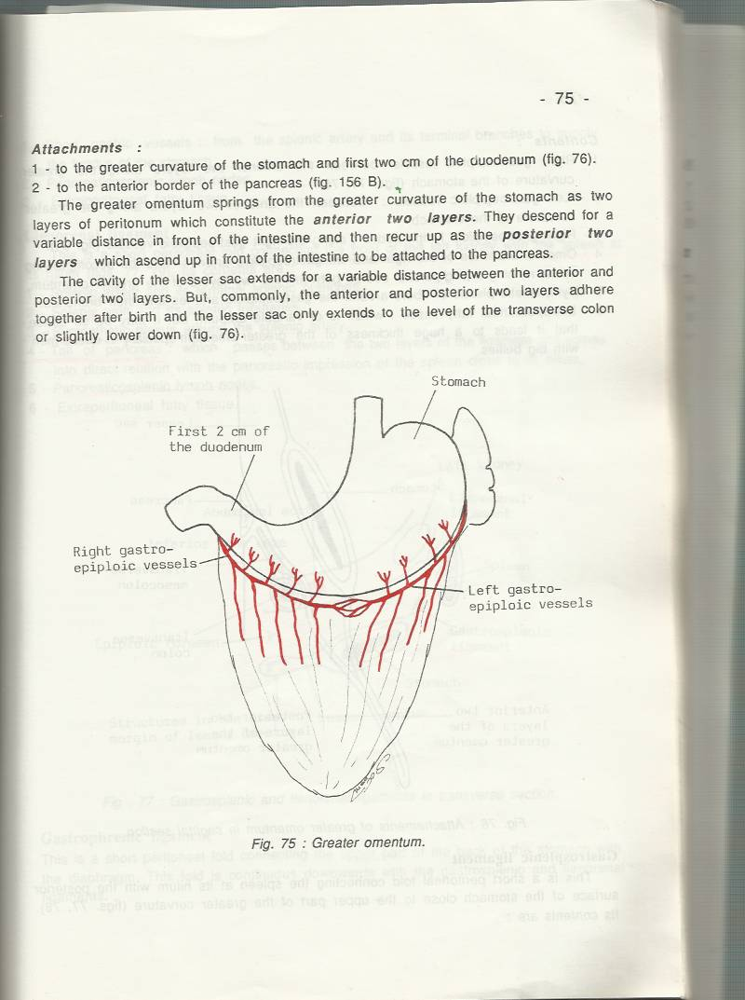 - 75 -
Attachments :
1 - to the greater curvature of the stomach and first two cm of the duodenum (fig. 76).
2 - to the anterior border of the pancreas (fig. 156 B).
The greater omentum springs from the greater curvature of the stomach as two
layers of peritonum which constitute the anterior two layers. They descend for a
variable distance in front of the intestine and then recur up as the posterior two
layers which ascend up in front of the intestine to be attached to the pancreas.
The cavity of the lesser sac extends for a variable distance between the anterior and
posterior two layers. But, commonly, the anterior and posterior two layers adhere
together after birth and the lesser sac only extends to the level of the transverse colon
or slightly lower down (fig. 76).
Stomach
First 2 cm of
the duodenum
Right gastro-
epiploic vessels
Left gastro-
epiploic vessels
Fig. 75 : Greater omentum.